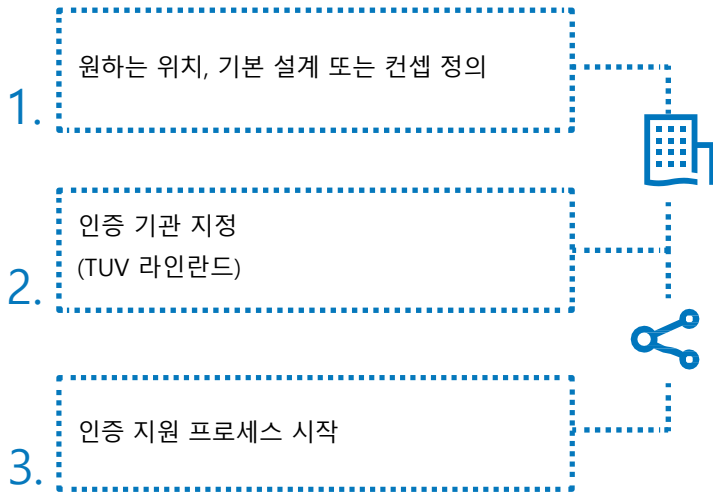 원하는 위치, 기본 설계 또는 컨셉 정의
1.
인증 기관 지정
(TUV 라인란드)
2.
인증 지원 프로세스 시작
3.